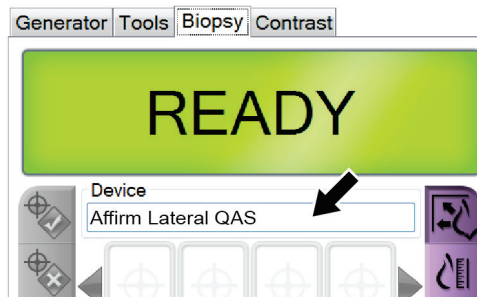 Generator Tools Biopsy Contrast
READY
Device
Affirm Lateral QAS